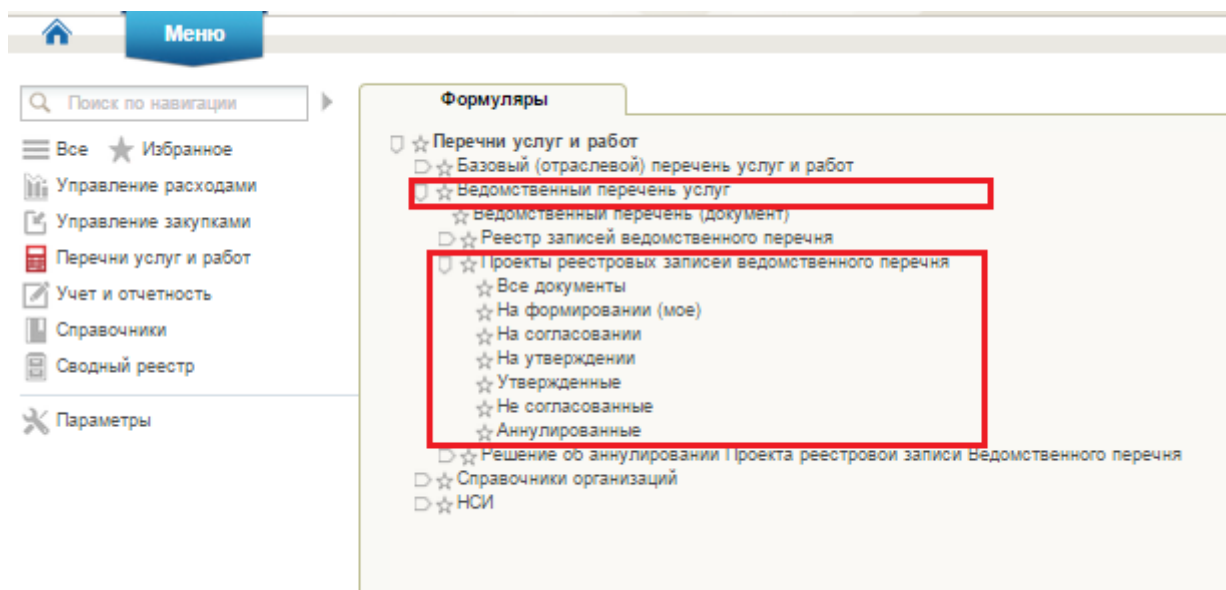 Меню
Поиск по навигации
Все Избранное
Управление расходами
Управление закупками
Перечни услуг и работ
Учет и отчетность
Справочники
Сводный реестр
Параметры
Формуляры
Перечни услуг и работ
Базовый (отраслевой) перечень услуг и работ
Ведомственный перечень услуг
Ведомственный перечень (документ)
Реестр записей ведомственного перечня
Проекты реестровых записей ведомственного перечня
Все документы
На формировании (мое)
На согласовании
На утверждении
Утвержденные
Не согласованные
Аннулированные
Решение об аннулировании Проекта реестровой записи Ведомственного перечня
Справочники организаций
НСИ